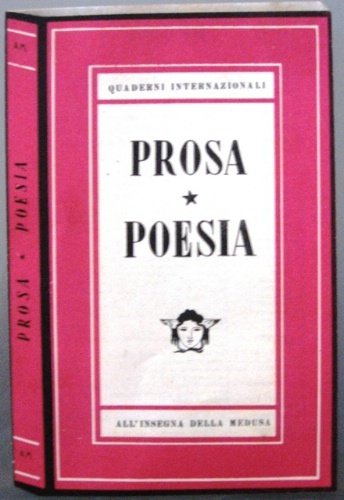 A.M.
PROSA ★ POESIA
A.M.
QUADERNI INTERNAZIONALI
PROSA
★
POESIA
ALL'INSEGNA DELLA MEDUSA